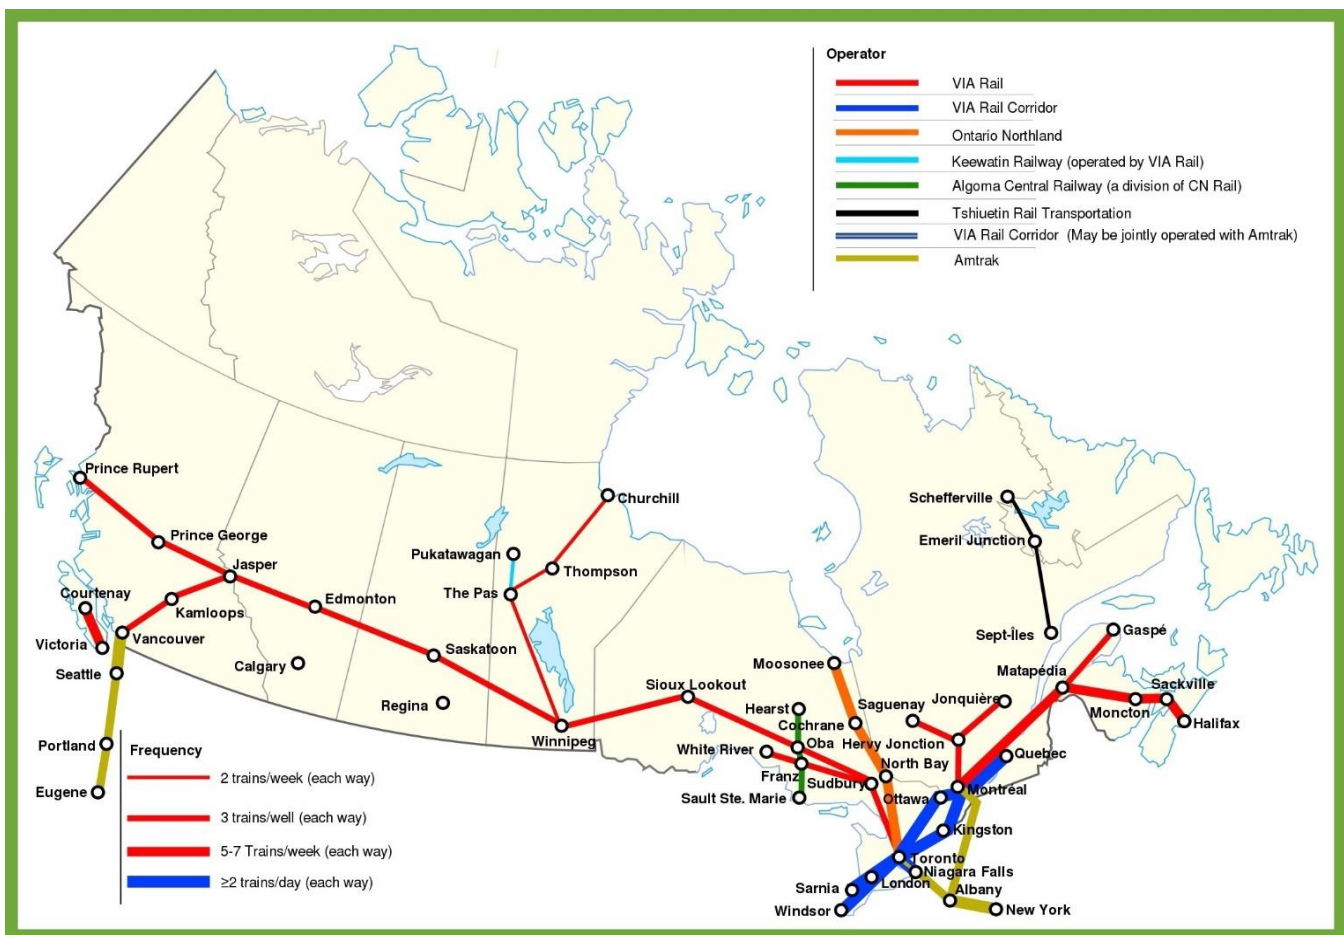 Operator
VIA Rail
VIA Rail Corridor
Ontario Northland
Keewatin Railway (operated by VIA Rail)
Algoma Central Railway (a division of CN Rail)
Tshiuetin Rail Transportation
VIA Rail Corridor (May be jointly operated with Amtrak)
Amtrak
Prince Rupert
Churchill
Schefferville
Prince George
Emeril Junction
Pukatawagan
Jasper
Thompson
Courtenay
The Pas
Edmonton
Kamloops
Gaspé
Sept-Îles
Vancouver
Victoria
Saskatoon
Calgary
Moosonee
Seattle
Matapédia
Sioux Lookout
Sackville
Jonquière
Saguenay
Regina
Hearst
Moncton
Halifax
Cochrane
Winnipeg
Portland
Oba
Hervy Jonction
White River
Quebec
North Bay
Franz
Sudbury
Montréal
Eugene
Sault Ste. Marie
Ottawa
Kingston
Toronto
Niagara Falls
London
Sarnia
Albany
Windsor
New York
Frequency
2 trains/week (each way)
3 trains/well (each way)
5-7 Trains/week (each way)
≥2 trains/day (each way)